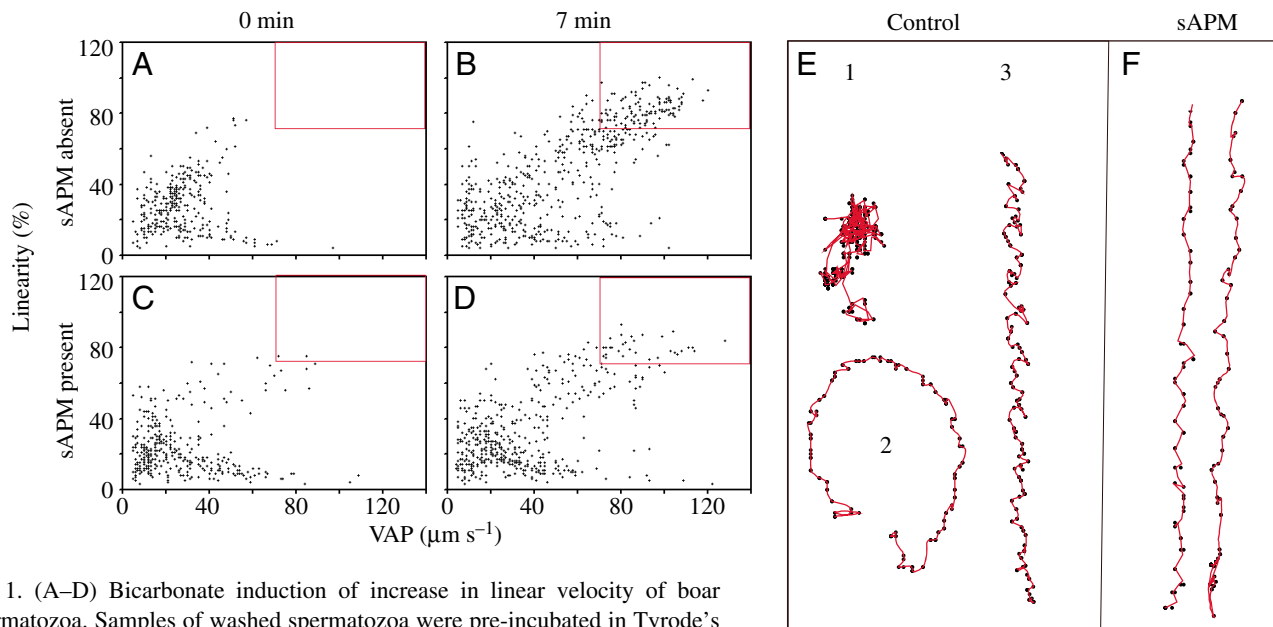 0 min
7 min
Control
sAPM
Linearity (%)
sAPM absent
sAPM present
120
80
40
0
A
B
120
80
40
0
C
D
0
40
80
120
0
40
80
120
VAP (µm s–1)
E
1
3
2
F
1. (A–D) Bicarbonate induction of increase in linear velocity of boar
rmatozoa. Samples of washed spermatozoa were pre-incubated in Tyrode's